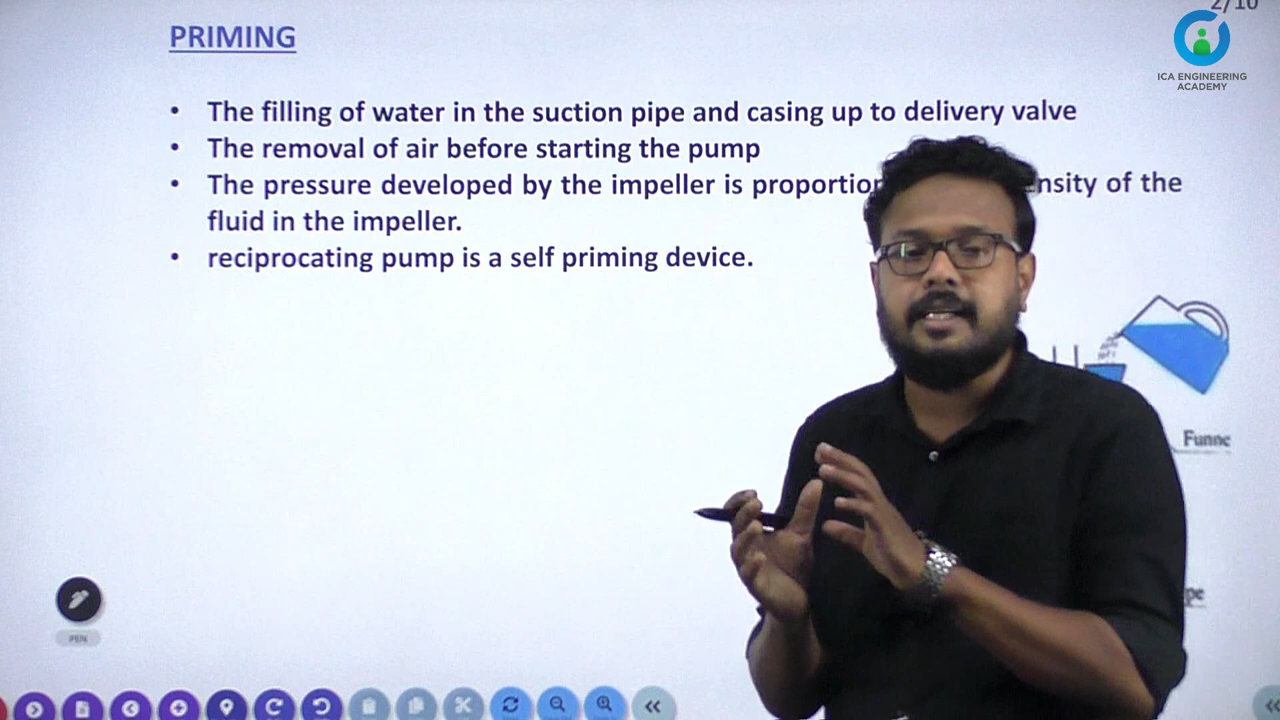 2/10
PRIMING
ICA ENGINEERING
ACADEMY
• The filling of water in the suction pipe and casing up to delivery valve
• The removal of air before starting the pump
• The pressure developed by the impeller is of the
fluid in the impeller.
• reciprocating pump is a self priming device.
PEN